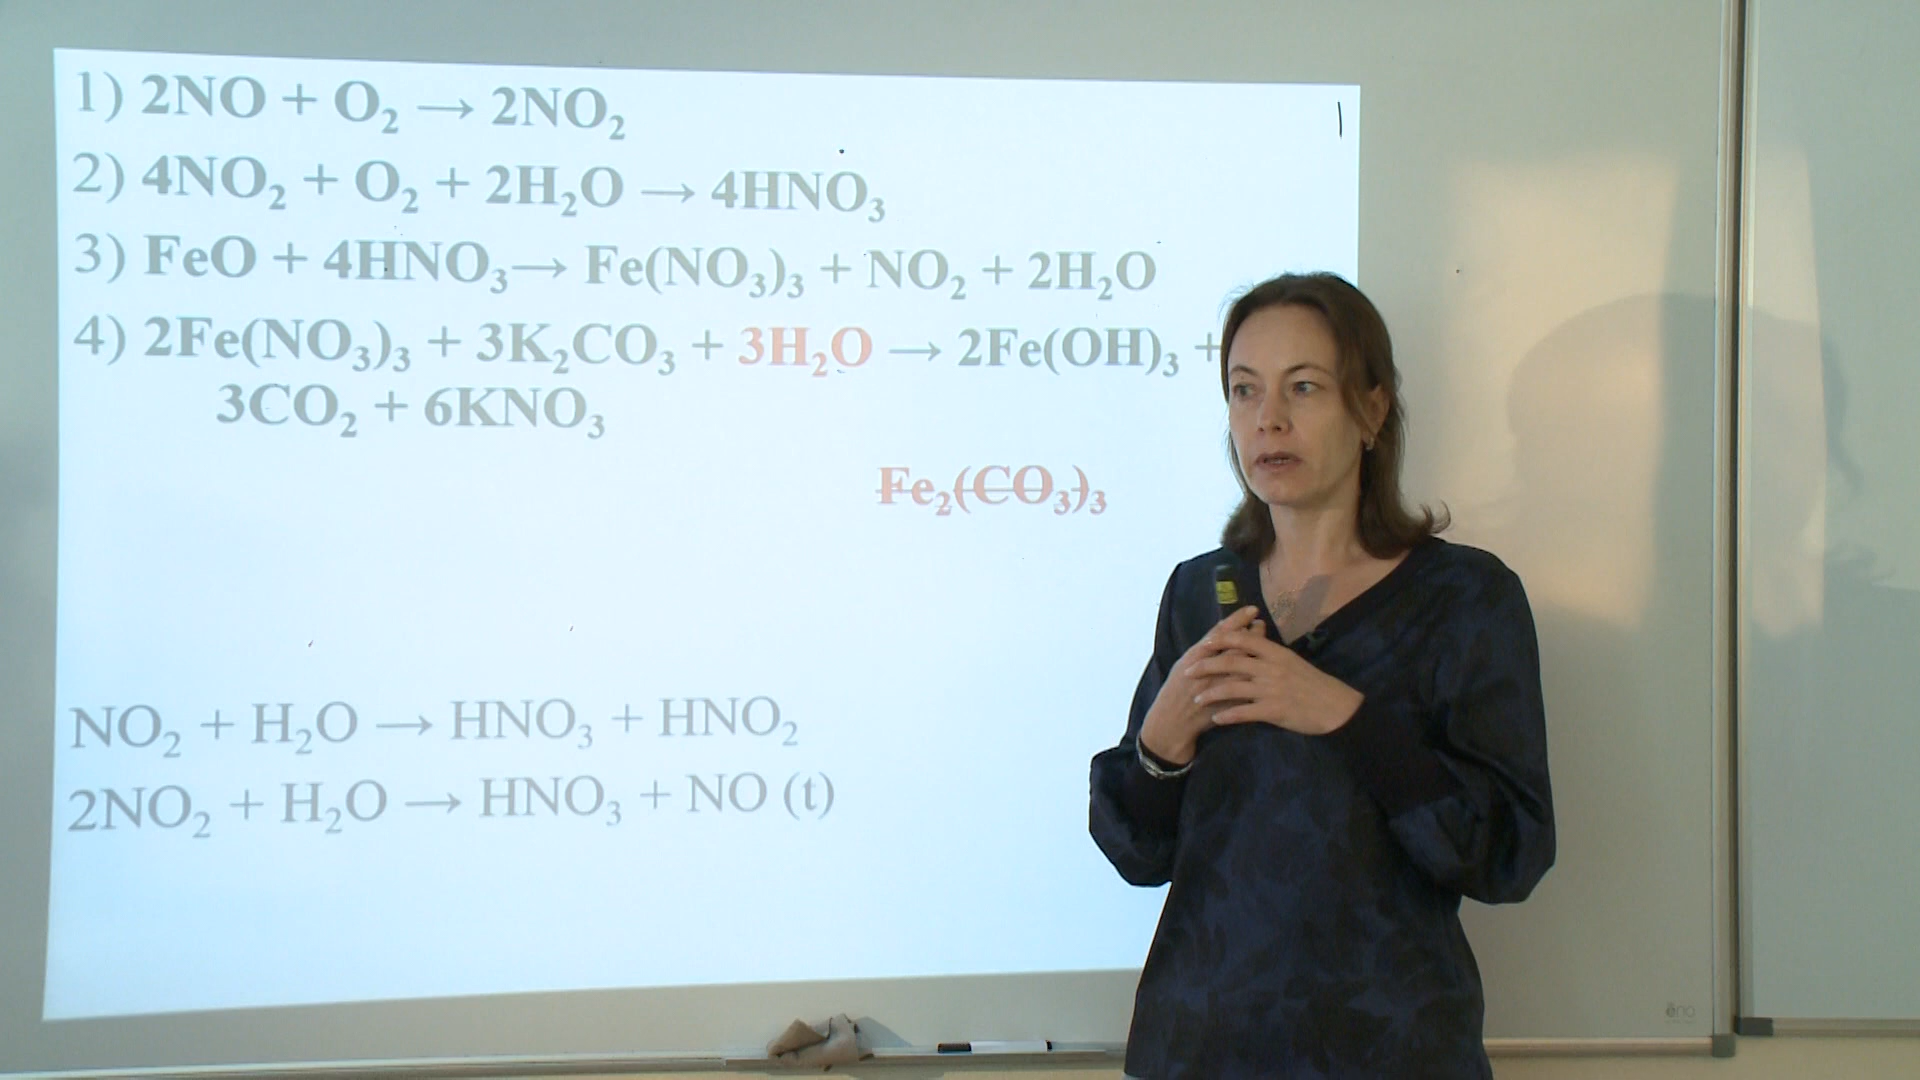 1) 2NO + O₂ → 2NO₂
2) 4NO₂ + O₂ + 2H₂O → 4HNO₃
3) FeO + 4HNO₃→ Fe(NO₃)₃ + NO₂ + 2H₂O
4) 2Fe(NO₃)₃ + 3K₂CO₃ + 3H₂O → 2Fe(OH)₃ +
3CO₂ + 6KNO₃
Fe₂(CO₃)₃
NO₂ + H₂O → HNO₃ + HNO₂
2NO₂ + H₂O → HNO₃ + NO (t)
ēno